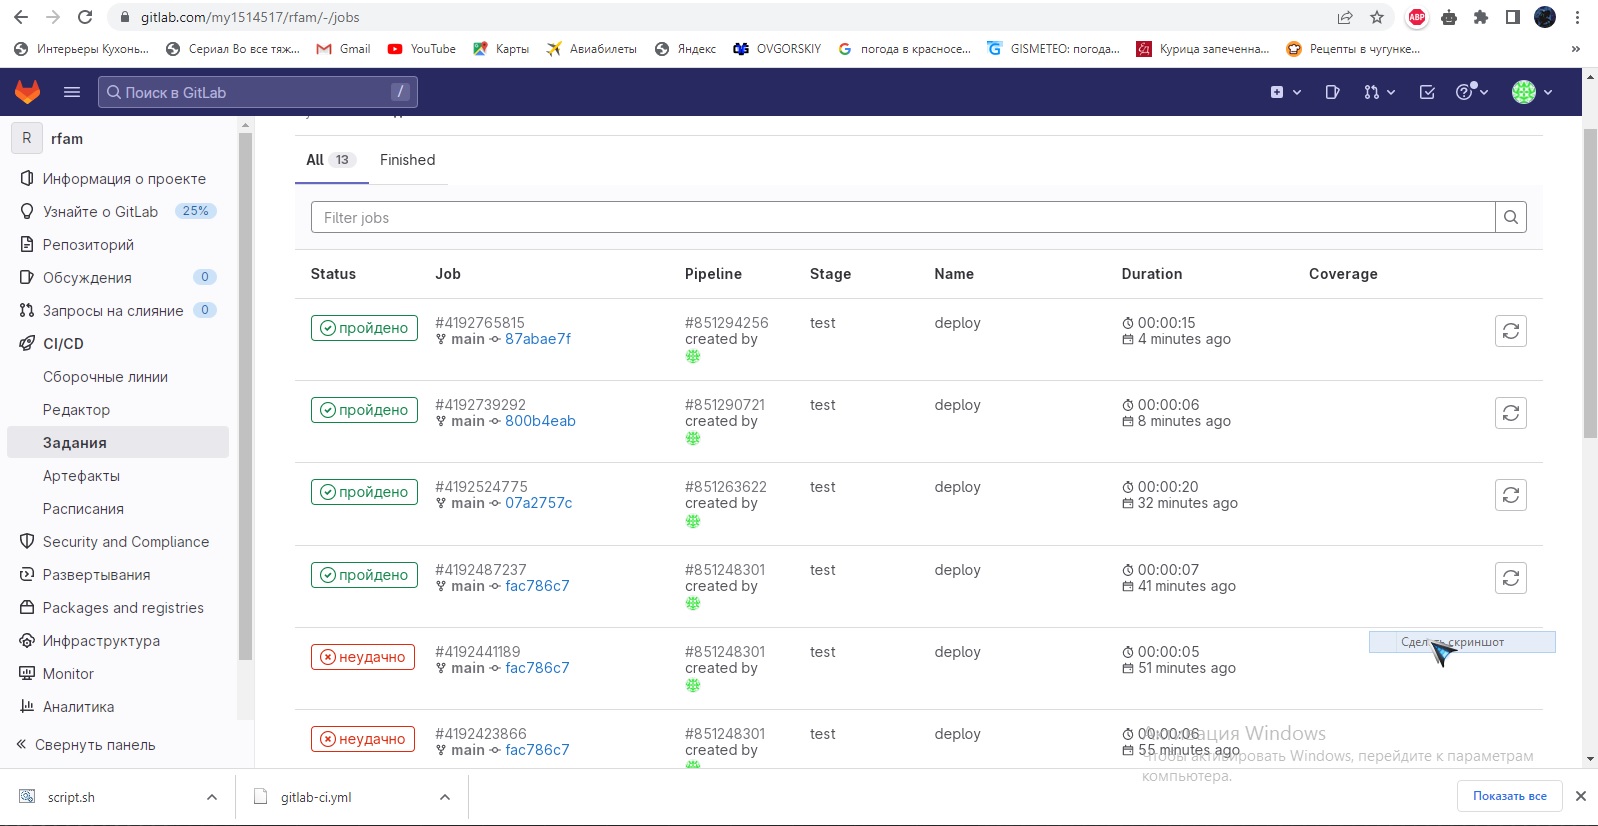 gitlab.com/my1514517/rfam/-/jobs
Интерьеры Кухонь... Сериал Во все тяж... Gmail YouTube Карты Авиабилеты Яндекс OVGORSKIY погода в красносе... GISMETEO: погода... Курица запеченна... Рецепты в чугунке... »
Поиск в GitLab /
R rfam
Информация о проекте
Узнайте о GitLab 25%
Репозиторий
Обсуждения 0
Запросы на слияние 0
CI/CD
Сборочные линии
Редактор
Задания
Артефакты
Расписания
Security and Compliance
Развертывания
Packages and registries
Инфраструктура
Monitor
Аналитика
Свернуть панель
All 13 Finished
Filter jobs
Status Job Pipeline Stage Name Duration Coverage
пройдено #4192765815 #851294256 test deploy 00:00:15
main 87abae7f created by 4 minutes ago
пройдено #4192739292 #851290721 test deploy 00:00:06
main 800b4eab created by 8 minutes ago
пройдено #4192524775 #851263622 test deploy 00:00:20
main 07a2757c created by 32 minutes ago
пройдено #4192487237 #851248301 test deploy 00:00:07
main fac786c7 created by 41 minutes ago
неудачно #4192441189 #851248301 test deploy 00:00:05
main fac786c7 created by 51 minutes ago
Сделать скриншот
неудачно #4192423866 #851248301 test deploy 00:00:06
main fac786c7 created by 55 minutes ago
Активация Windows
Чтобы активировать Windows, перейдите к параметрам
компьютера.
script.sh gitlab-ci.yml Показать все
ABP